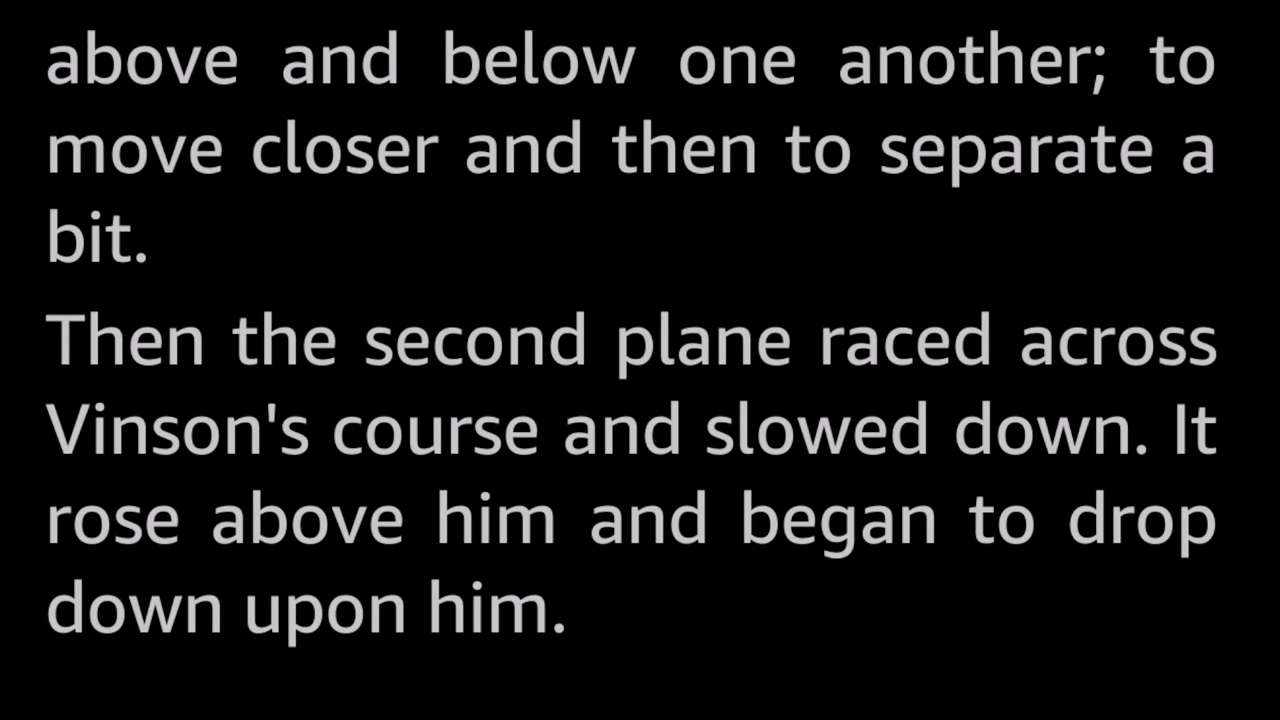 above and below one another; to
move closer and then to separate a
bit.
Then the second plane raced across
Vinson's course and slowed down. It
rose above him and began to drop
down upon him.